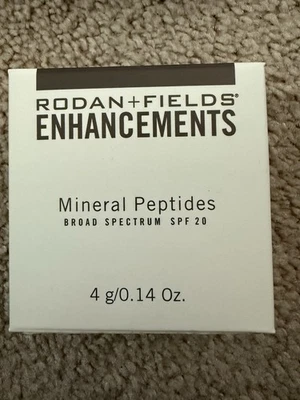 RODAN+FIELDS®
ENHANCEMENTS
Mineral Peptides
BROAD SPECTRUM SPF 20
4 g/0.14 Oz.